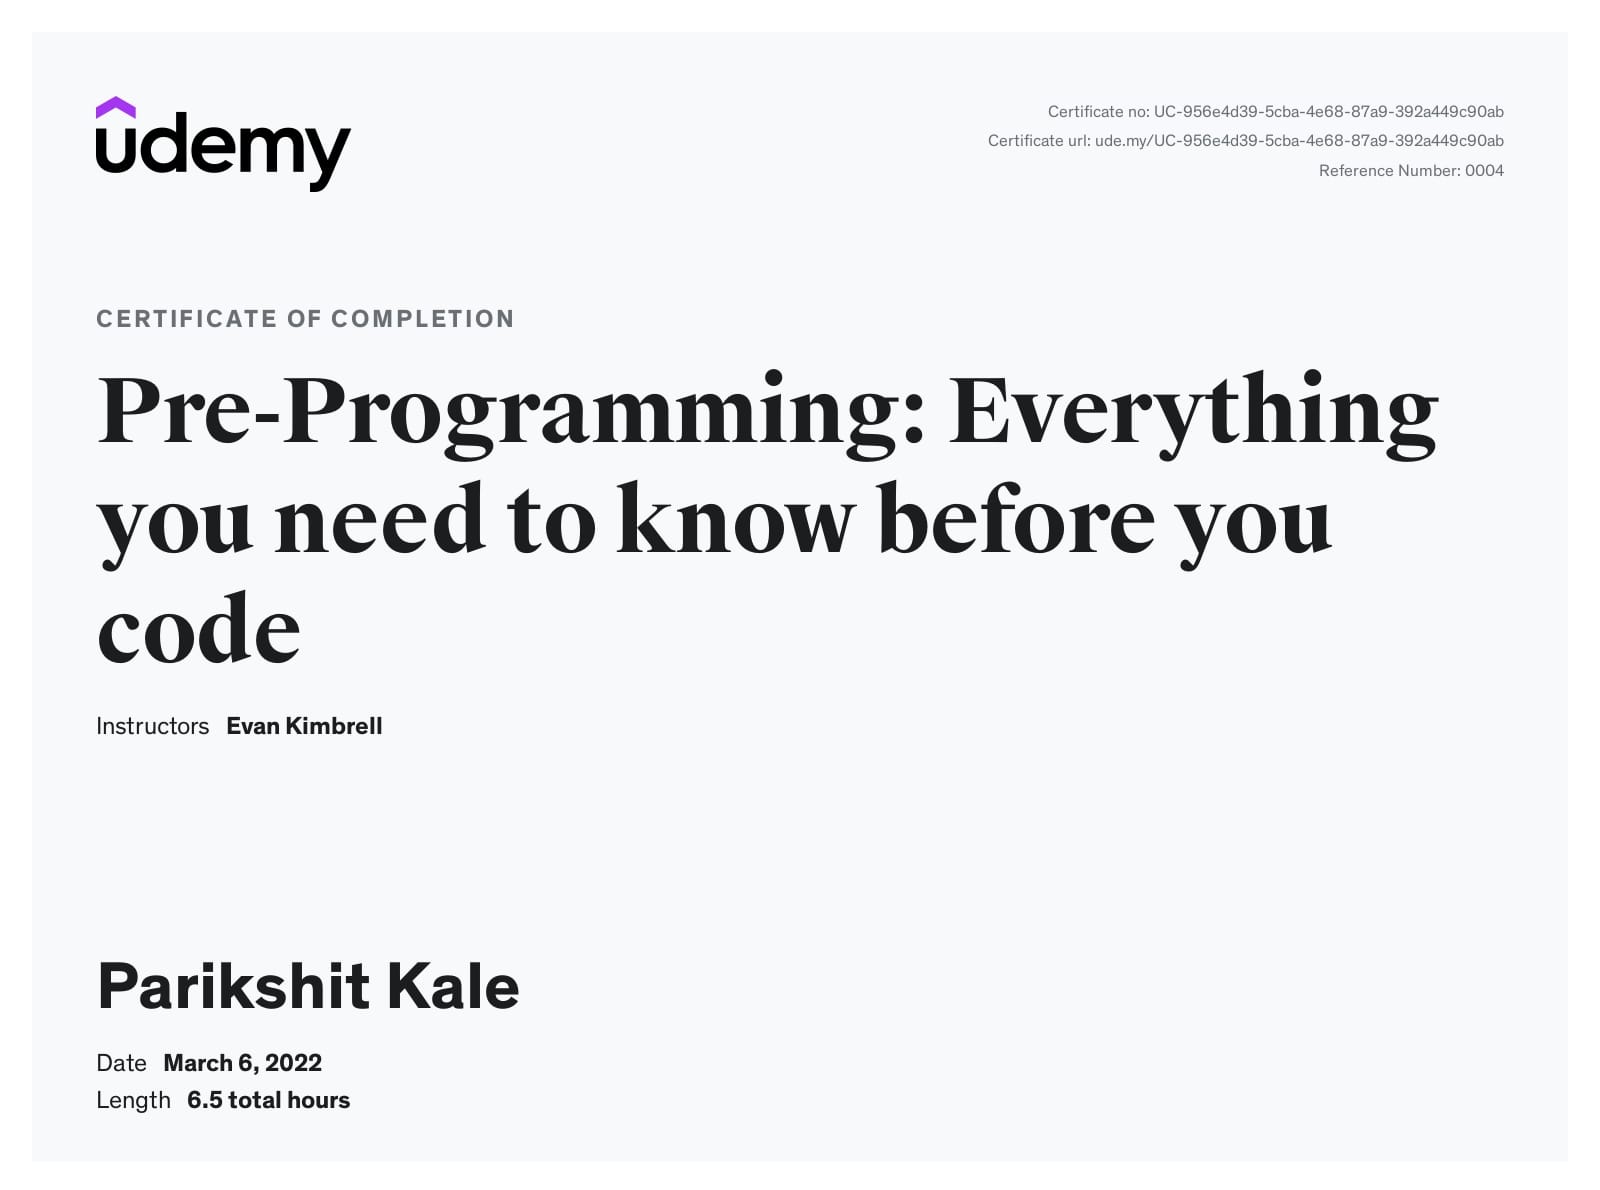 udemy
Certificate no: UC-956e4d39-5cba-4e68-87a9-392a449c90ab
Certificate url: ude.my/UC-956e4d39-5cba-4e68-87a9-392a449c90ab
Reference Number: 0004
CERTIFICATE OF COMPLETION
Pre-Programming: Everything
you need to know before you
code
Instructors Evan Kimbrell
Parikshit Kale
Date March 6, 2022
Length 6.5 total hours